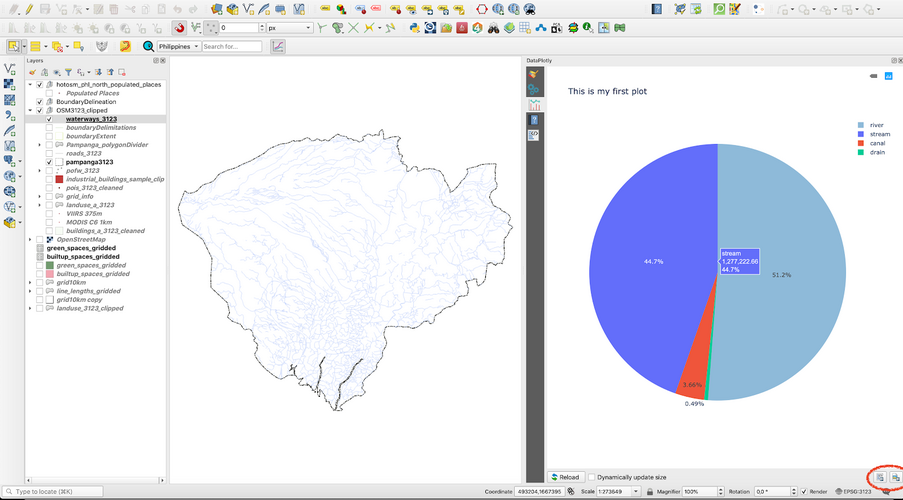 0
px
Philippines
Search for...
Layers
hotosm_phl_north_populated_places
Populated Places
BoundaryDelineation
OSM3123_clipped
waterways_3123
boundaryDelimitations
boundaryExtent
Pampanga_polygonDivider
roads_3123
pampanga3123
pofw_3123
industrial_buildings_sample_clip
pois_3123_cleaned
grid_info
landuse_a_3123
VIIRS 375m
MODIS C6 1km
buildings_a_3123_cleaned
OpenStreetMap
green_spaces_gridded
builtup_spaces_gridded
green_spaces_gridded
builtup_spaces_gridded
grid10km
line_lengths_gridded
grid10km copy
landuse_3123_clipped
DataPlotly
This is my first plot
river
stream
canal
drain
stream
1,277,222.66
44.7%
44.7%
51.2%
3.66%
0.49%
Reload
Dynamically update size
Type to locate (⌘K)
Coordinate 493204,1667395
Scale 1:273849
Magnifier 100%
Rotation 0,0 °
Render
EPSG:3123